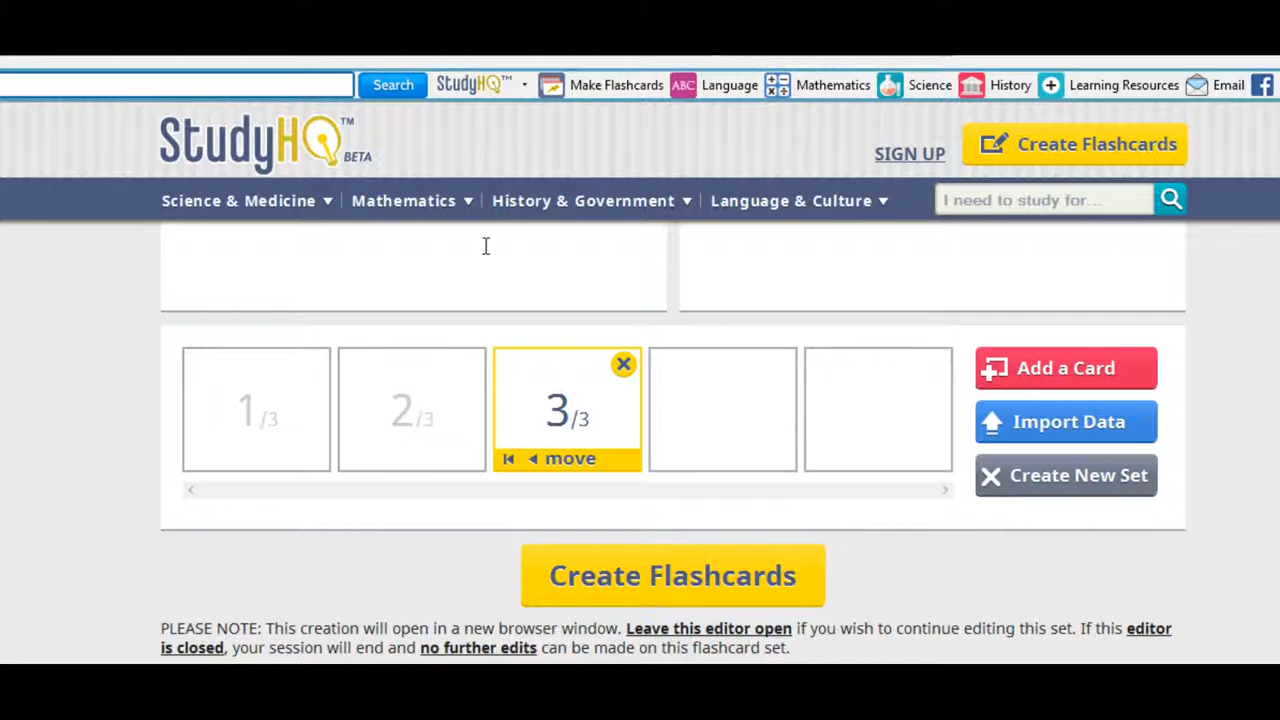 Search StudyHQ™ Make Flashcards ABC Language Mathematics Science History Learning Resources Email
StudyHQ™ BETA
SIGN UP
Create Flashcards
Science & Medicine Mathematics History & Government Language & Culture I need to study for...
1/3 2/3 3/3
move
Add a Card
Import Data
Create New Set
Create Flashcards
PLEASE NOTE: This creation will open in a new browser window. Leave this editor open if you wish to continue editing this set. If this editor
is closed, your session will end and no further edits can be made on this flashcard set.